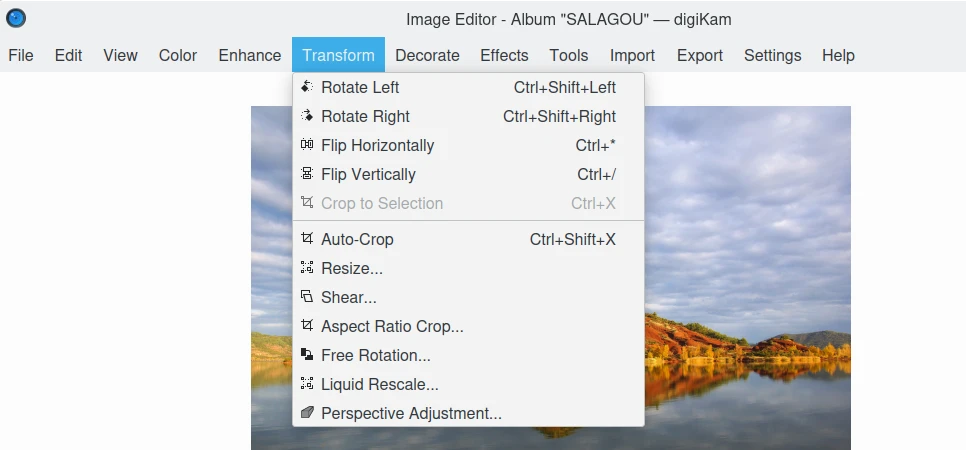 Image Editor - Album "SALAGOU" — digiKam
File Edit View Color Enhance Transform Decorate Effects Tools Import Export Settings Help
Rotate Left Ctrl+Shift+Left
Rotate Right Ctrl+Shift+Right
Flip Horizontally Ctrl+*
Flip Vertically Ctrl+/
Crop to Selection Ctrl+X
Auto-Crop Ctrl+Shift+X
Resize...
Shear...
Aspect Ratio Crop...
Free Rotation...
Liquid Rescale...
Perspective Adjustment...